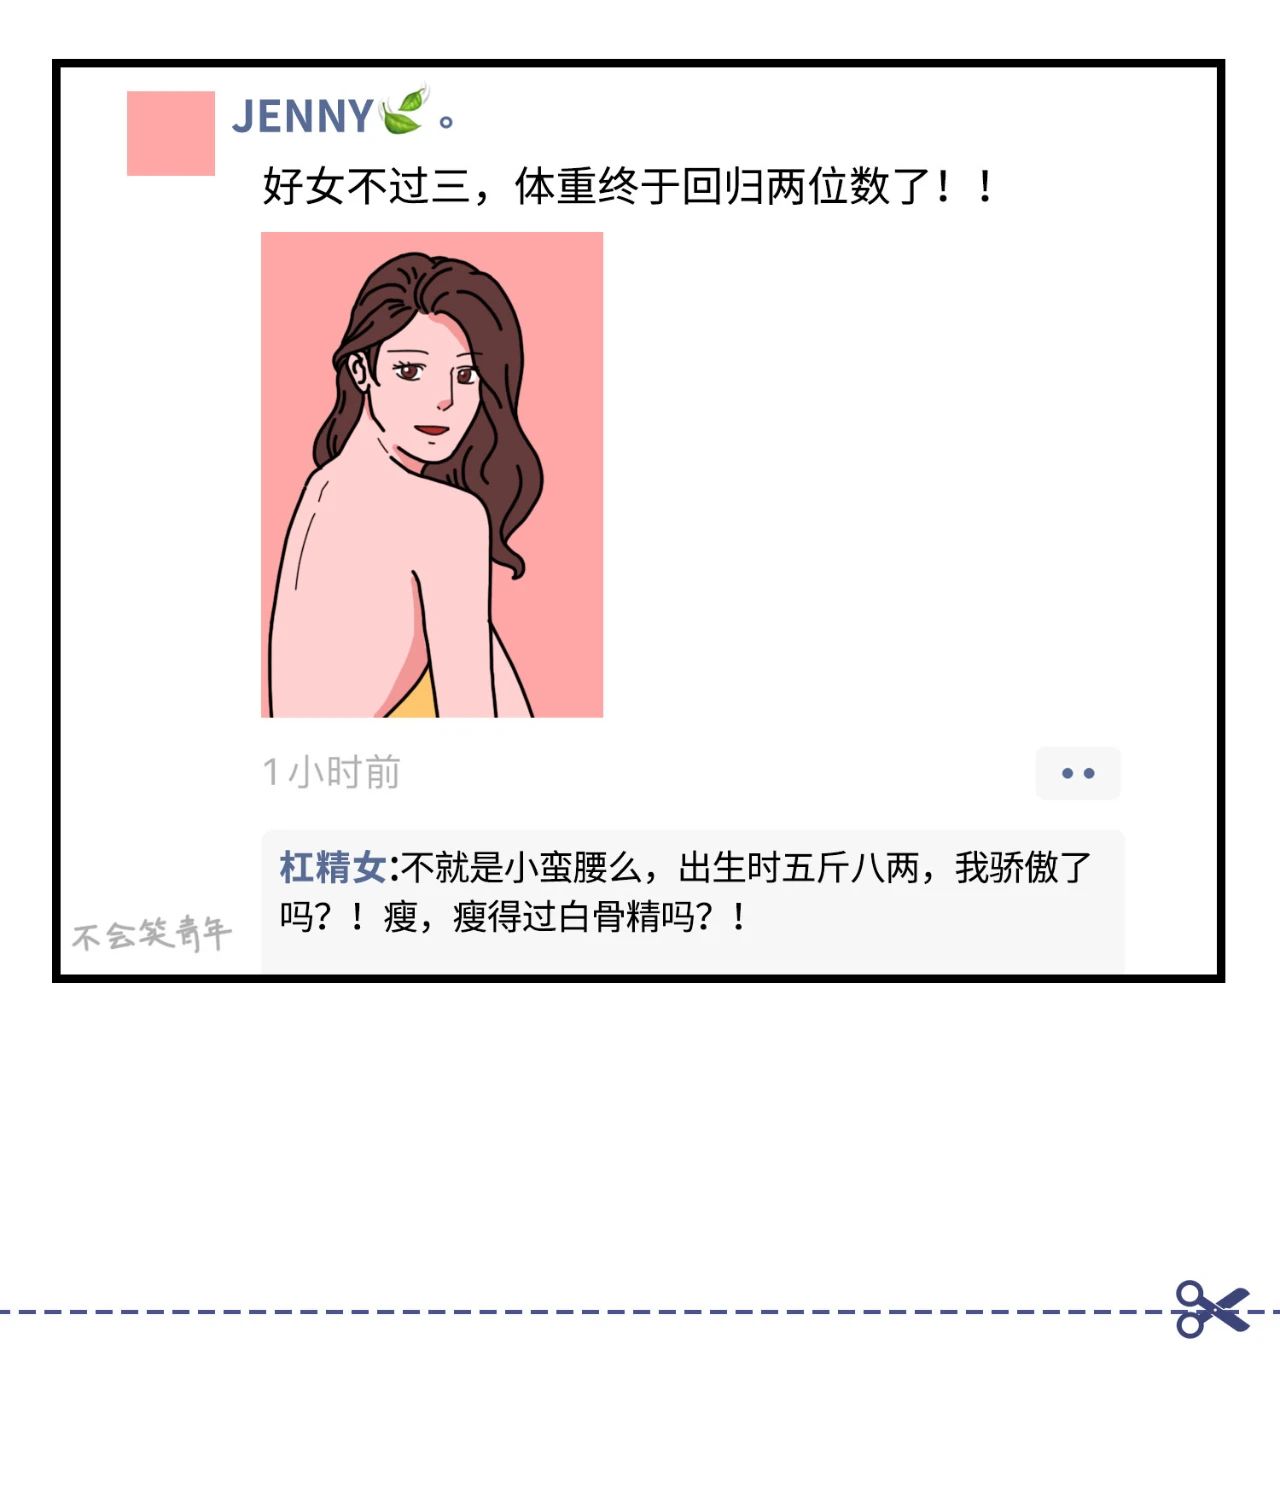 JENNY🍃。
好女不过三，体重终于回归两位数了！！
1小时前
杠精女:不就是小蛮腰么，出生时五斤八两，我骄傲了
吗？！瘦，瘦得过白骨精吗？！
不会笑青年